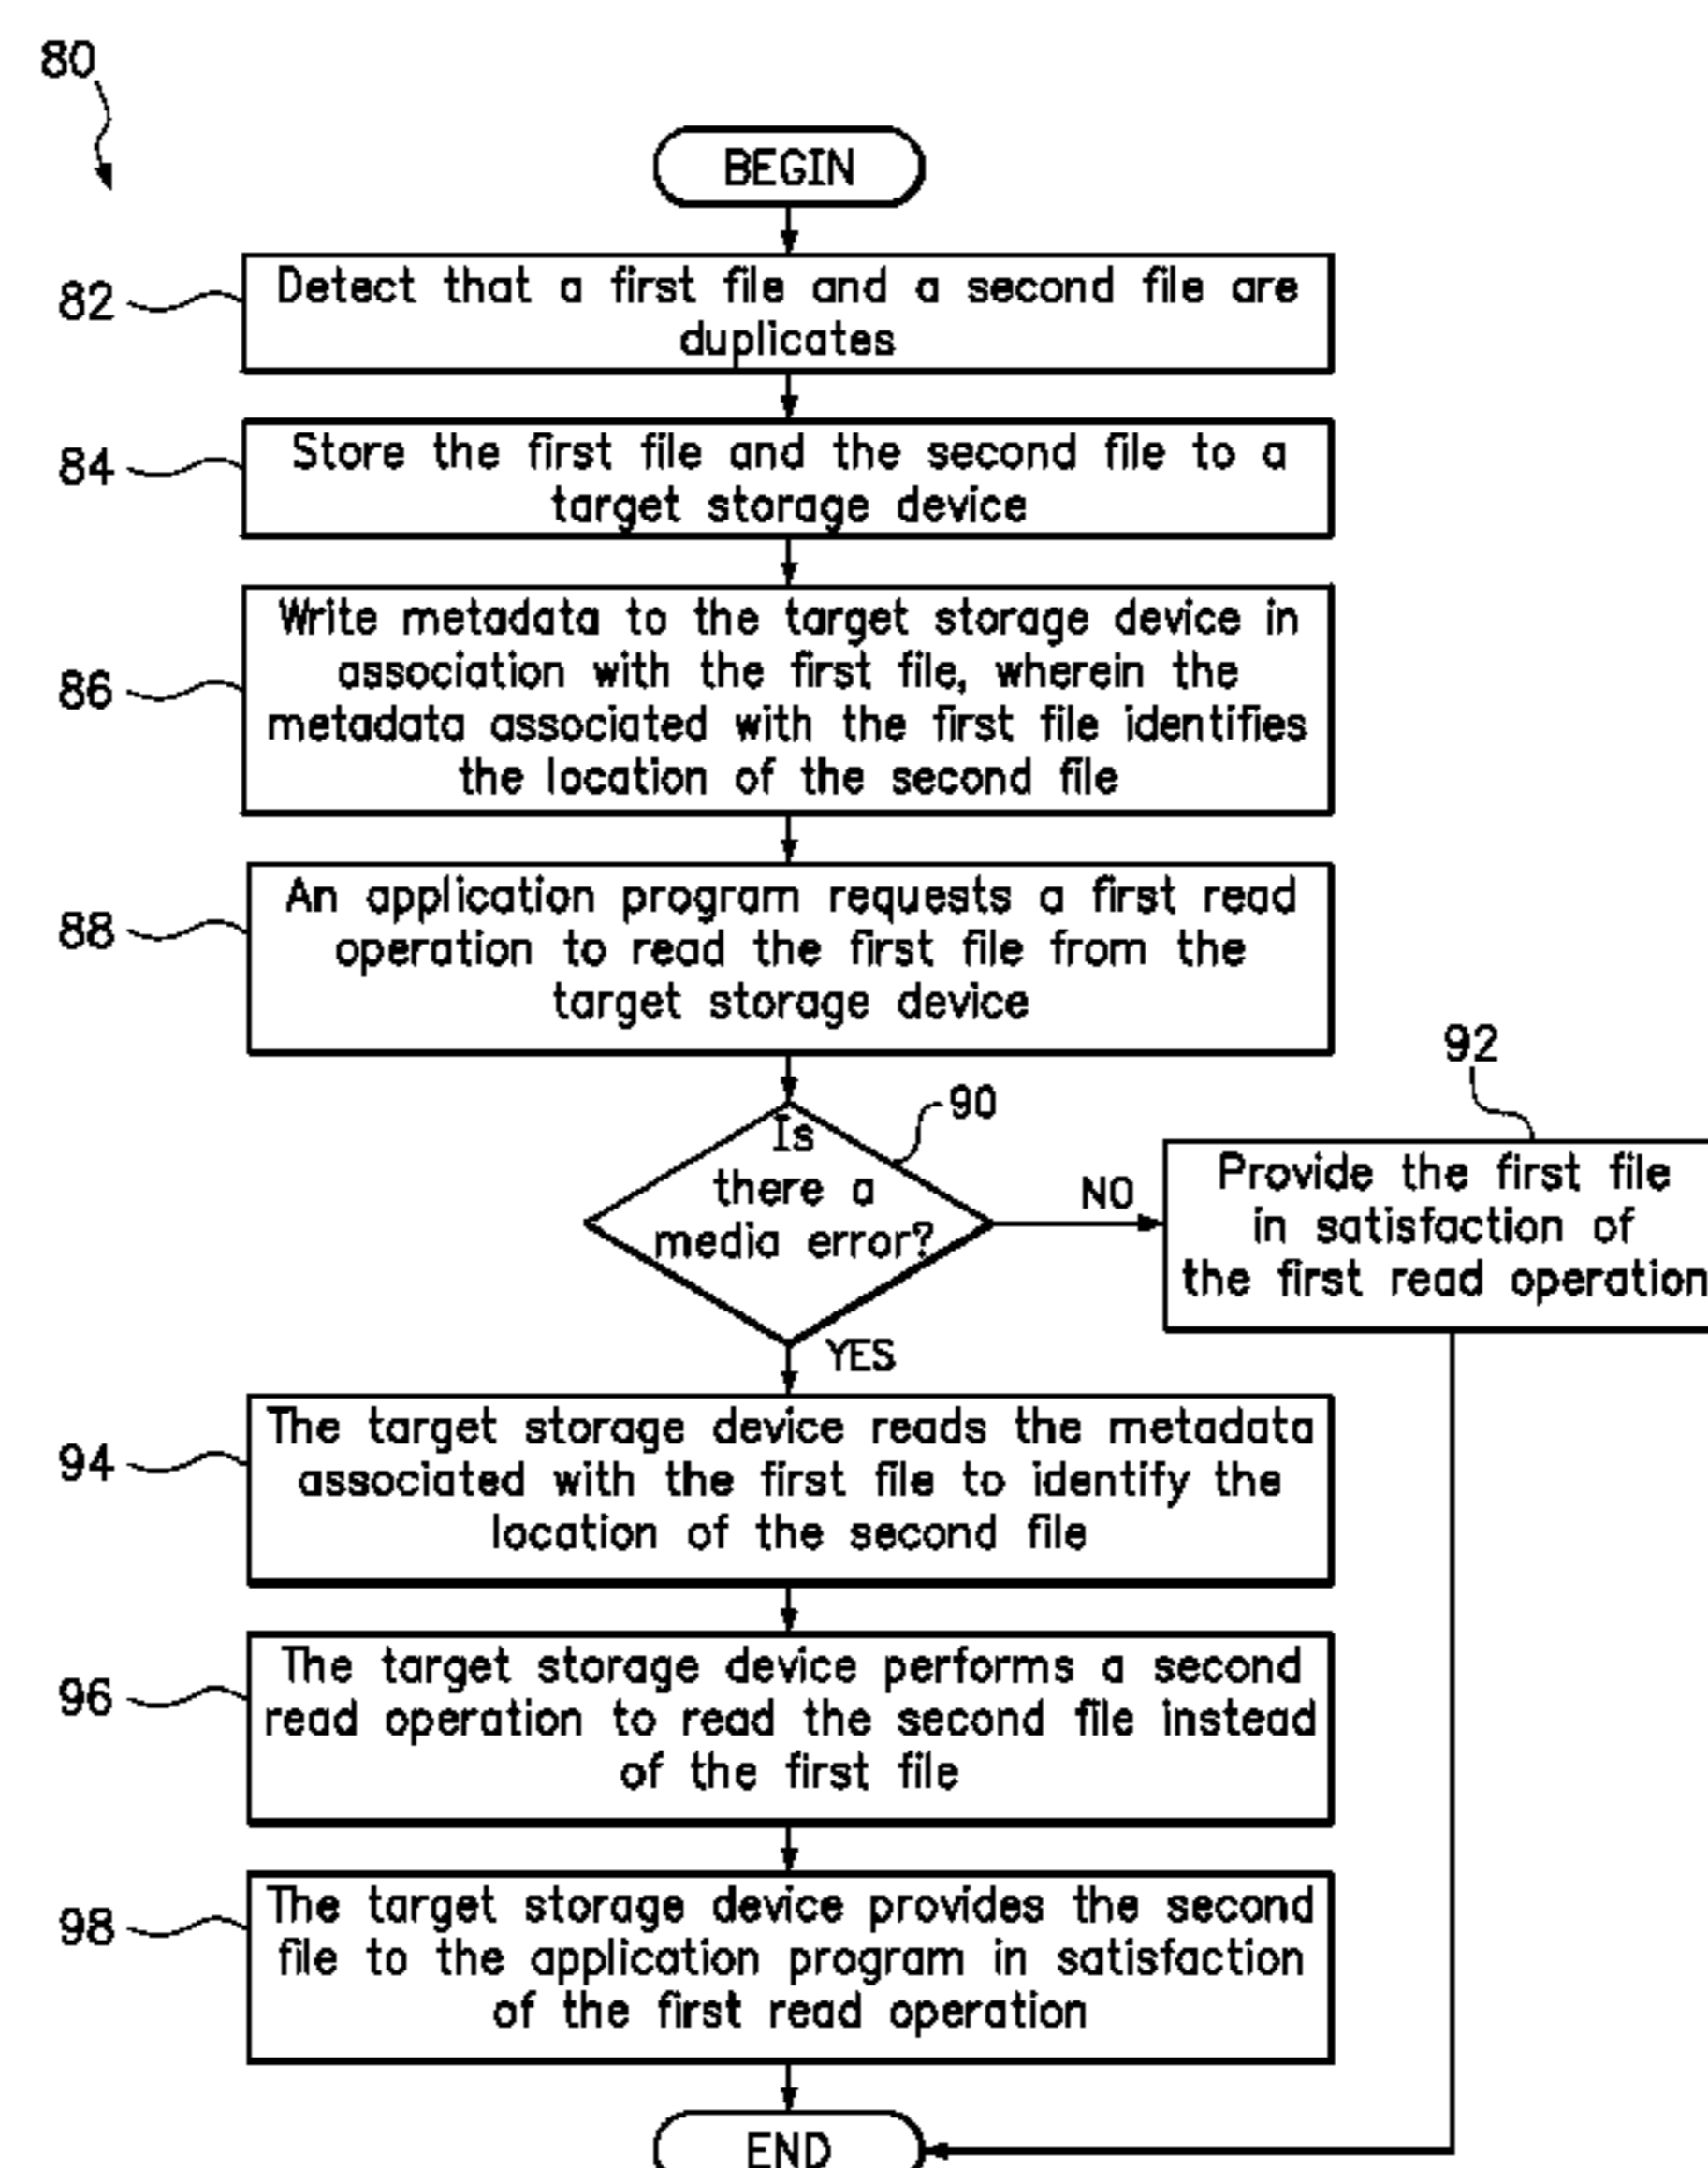 80
BEGIN
82
Detect that a first file and a second file are
duplicates
84
Store the first file and the second file to a
target storage device
86
Write metadata to the target storage device in
association with the first file, wherein the
metadata associated with the first file identifies
the location of the second file
88
An application program requests a first read
operation to read the first file from the
target storage device
90
Is
there a
media error?
NO
92
Provide the first file
in satisfaction of
the first read operation
YES
94
The target storage device reads the metadata
associated with the first file to identify the
location of the second file
96
The target storage device performs a second
read operation to read the second file instead
of the first file
98
The target storage device provides the second
file to the application program in satisfaction
of the first read operation
END